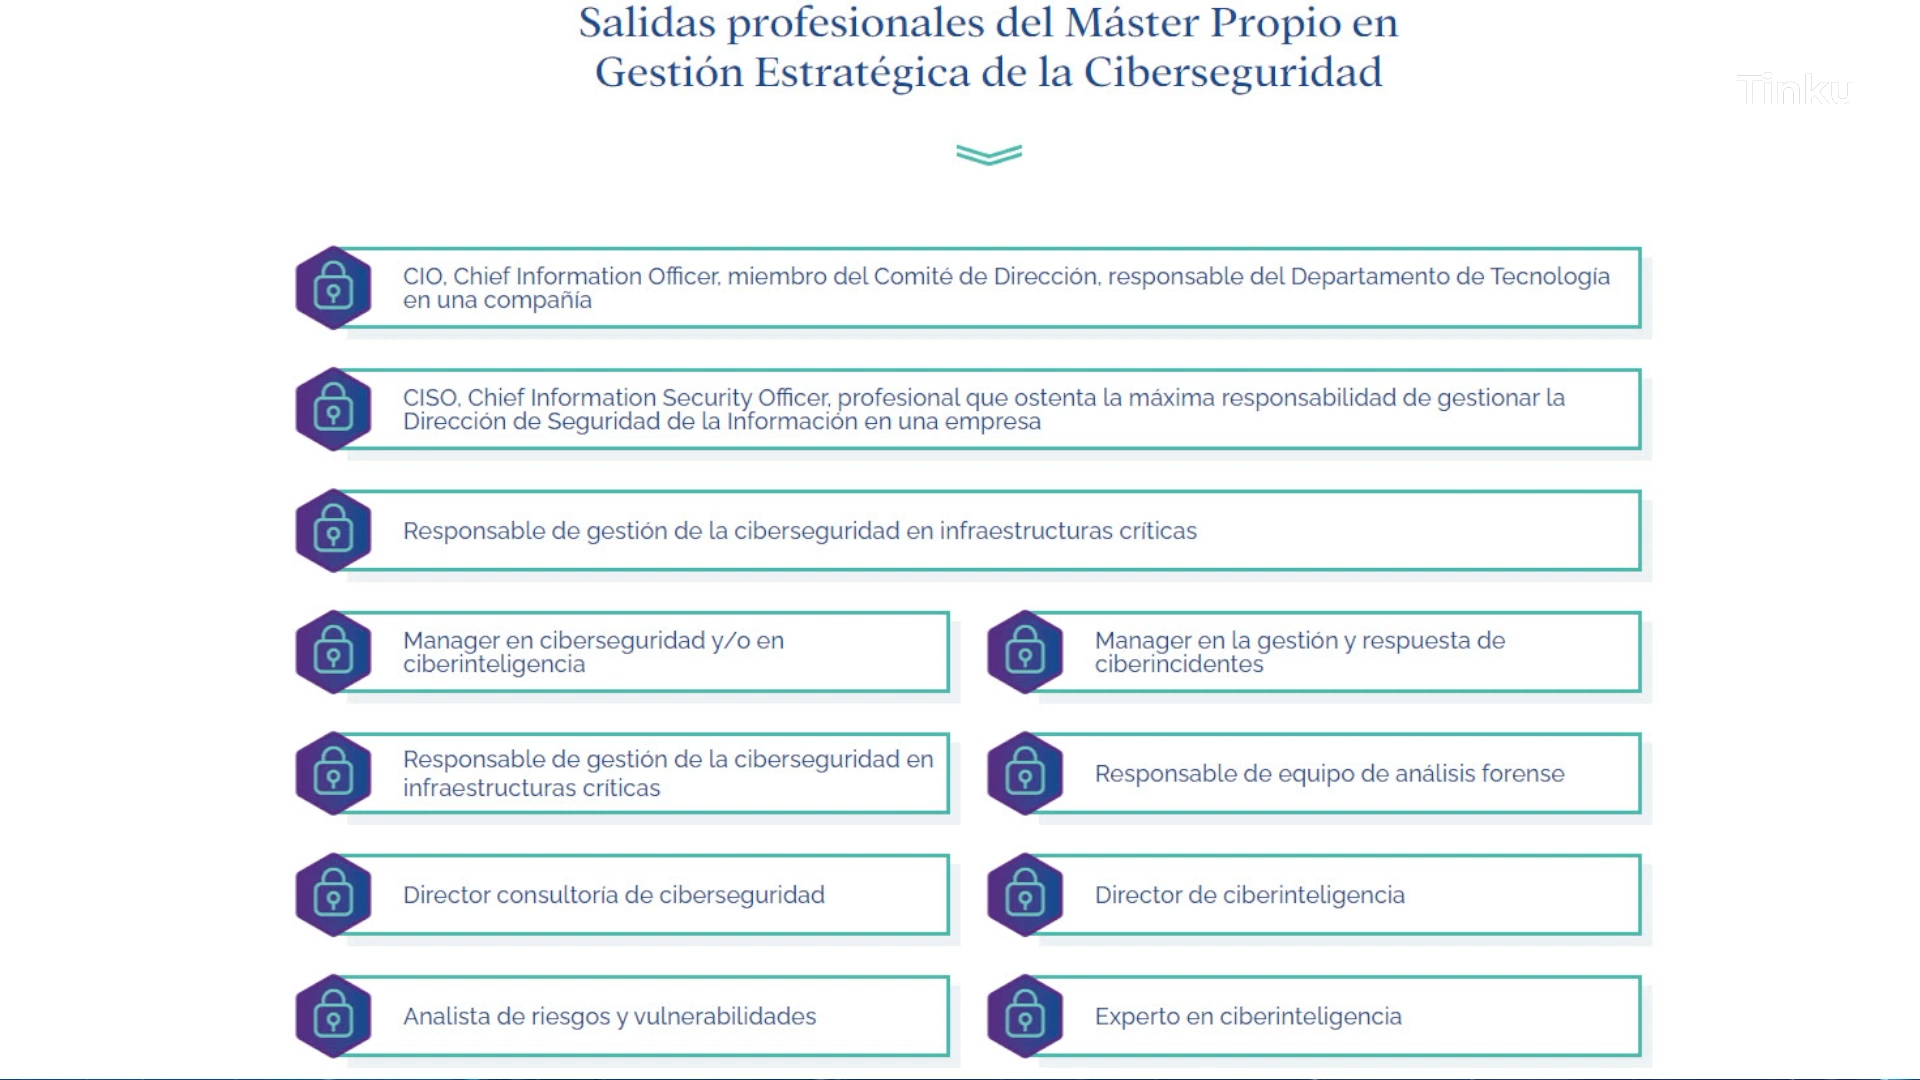 Salidas profesionales del Máster Propio en
Gestión Estratégica de la Ciberseguridad
Tinku
CIO, Chief Information Officer, miembro del Comité de Dirección, responsable del Departamento de Tecnología
en una compañía
CISO, Chief Information Security Officer, profesional que ostenta la máxima responsabilidad de gestionar la
Dirección de Seguridad de la Información en una empresa
Responsable de gestión de la ciberseguridad en infraestructuras críticas
Manager en ciberseguridad y/o en
ciberinteligencia
Manager en la gestión y respuesta de
ciberincidentes
Responsable de gestión de la ciberseguridad en
infraestructuras críticas
Responsable de equipo de análisis forense
Director consultoría de ciberseguridad
Director de ciberinteligencia
Analista de riesgos y vulnerabilidades
Experto en ciberinteligencia